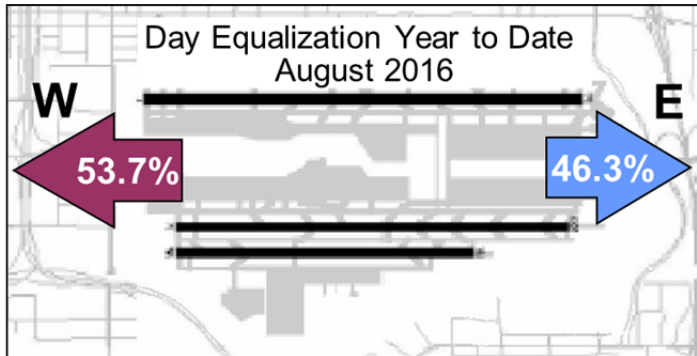 Day Equalization Year to Date
August 2016
W
E
53.7%
46.3%